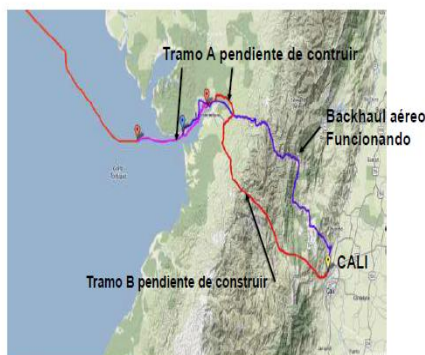 Tramo A pendiente de contruir
Backhaul aéreo
Funcionando
CALI
Tramo B pendiente de construir